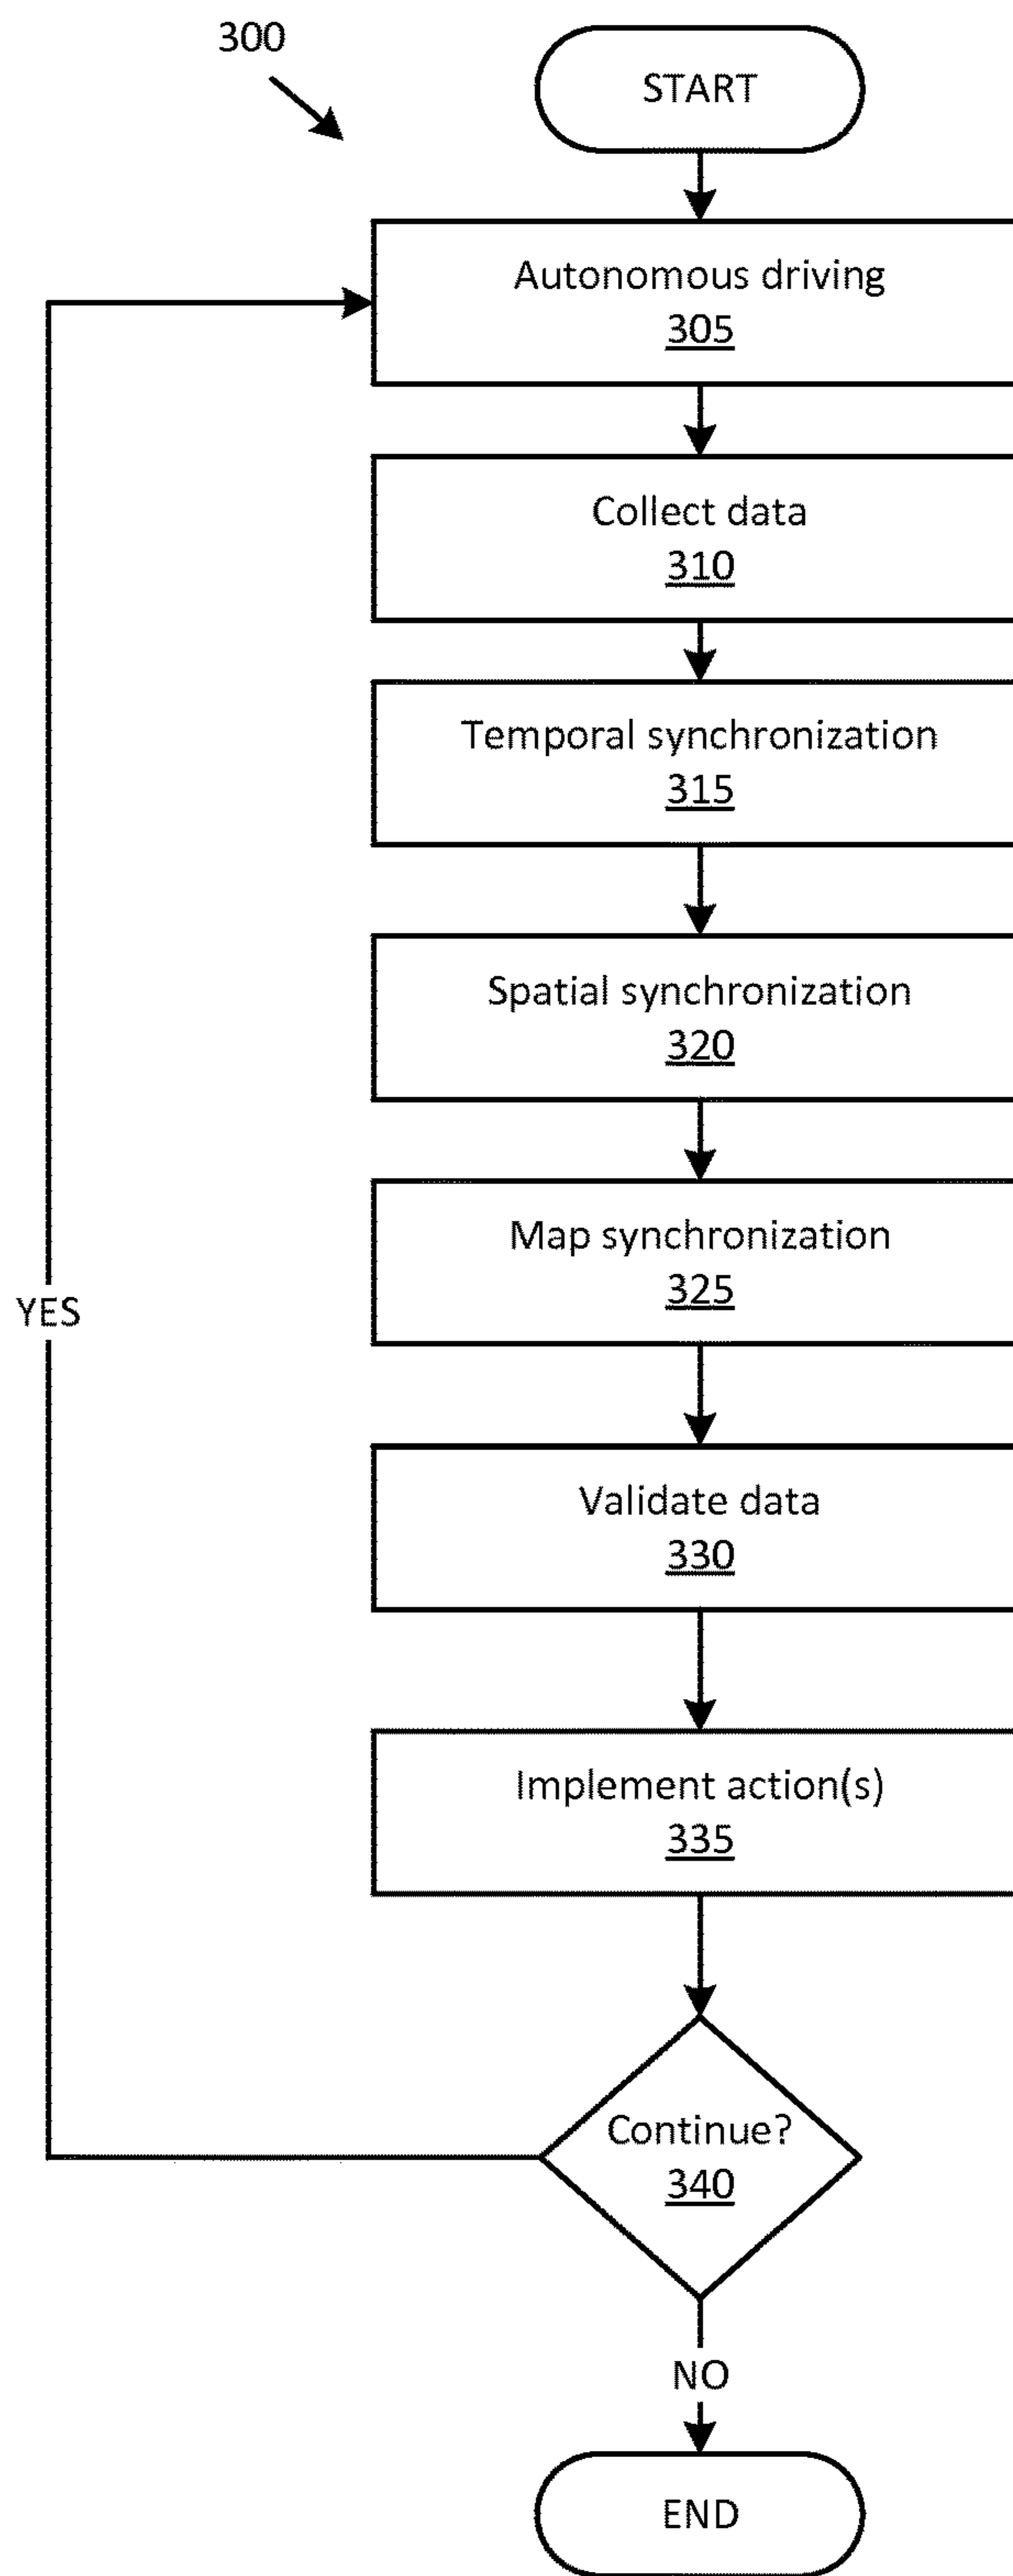 300
START
Autonomous driving
305
Collect data
310
Temporal synchronization
315
Spatial synchronization
320
Map synchronization
325
YES
Validate data
330
Implement action(s)
335
Continue?
340
NO
END